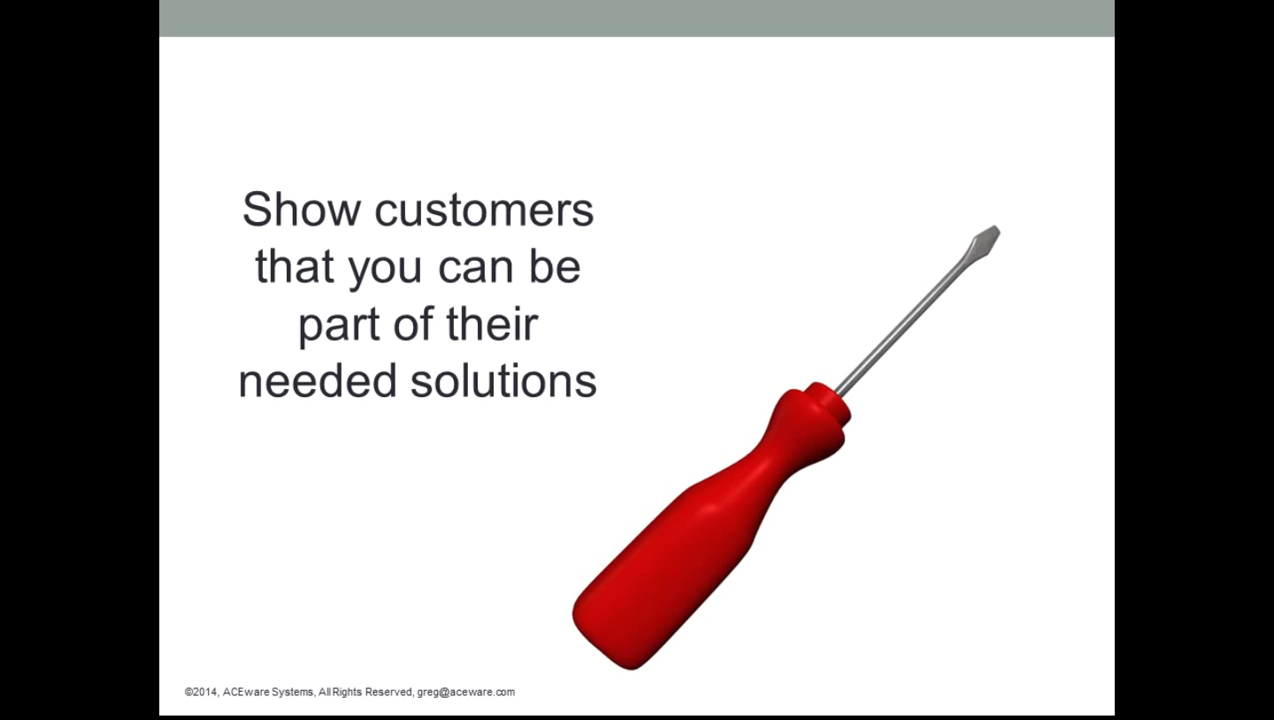 Show customers
that you can be
part of their
needed solutions
©2014, ACEware Systems, All Rights Reserved, greg@aceware.com